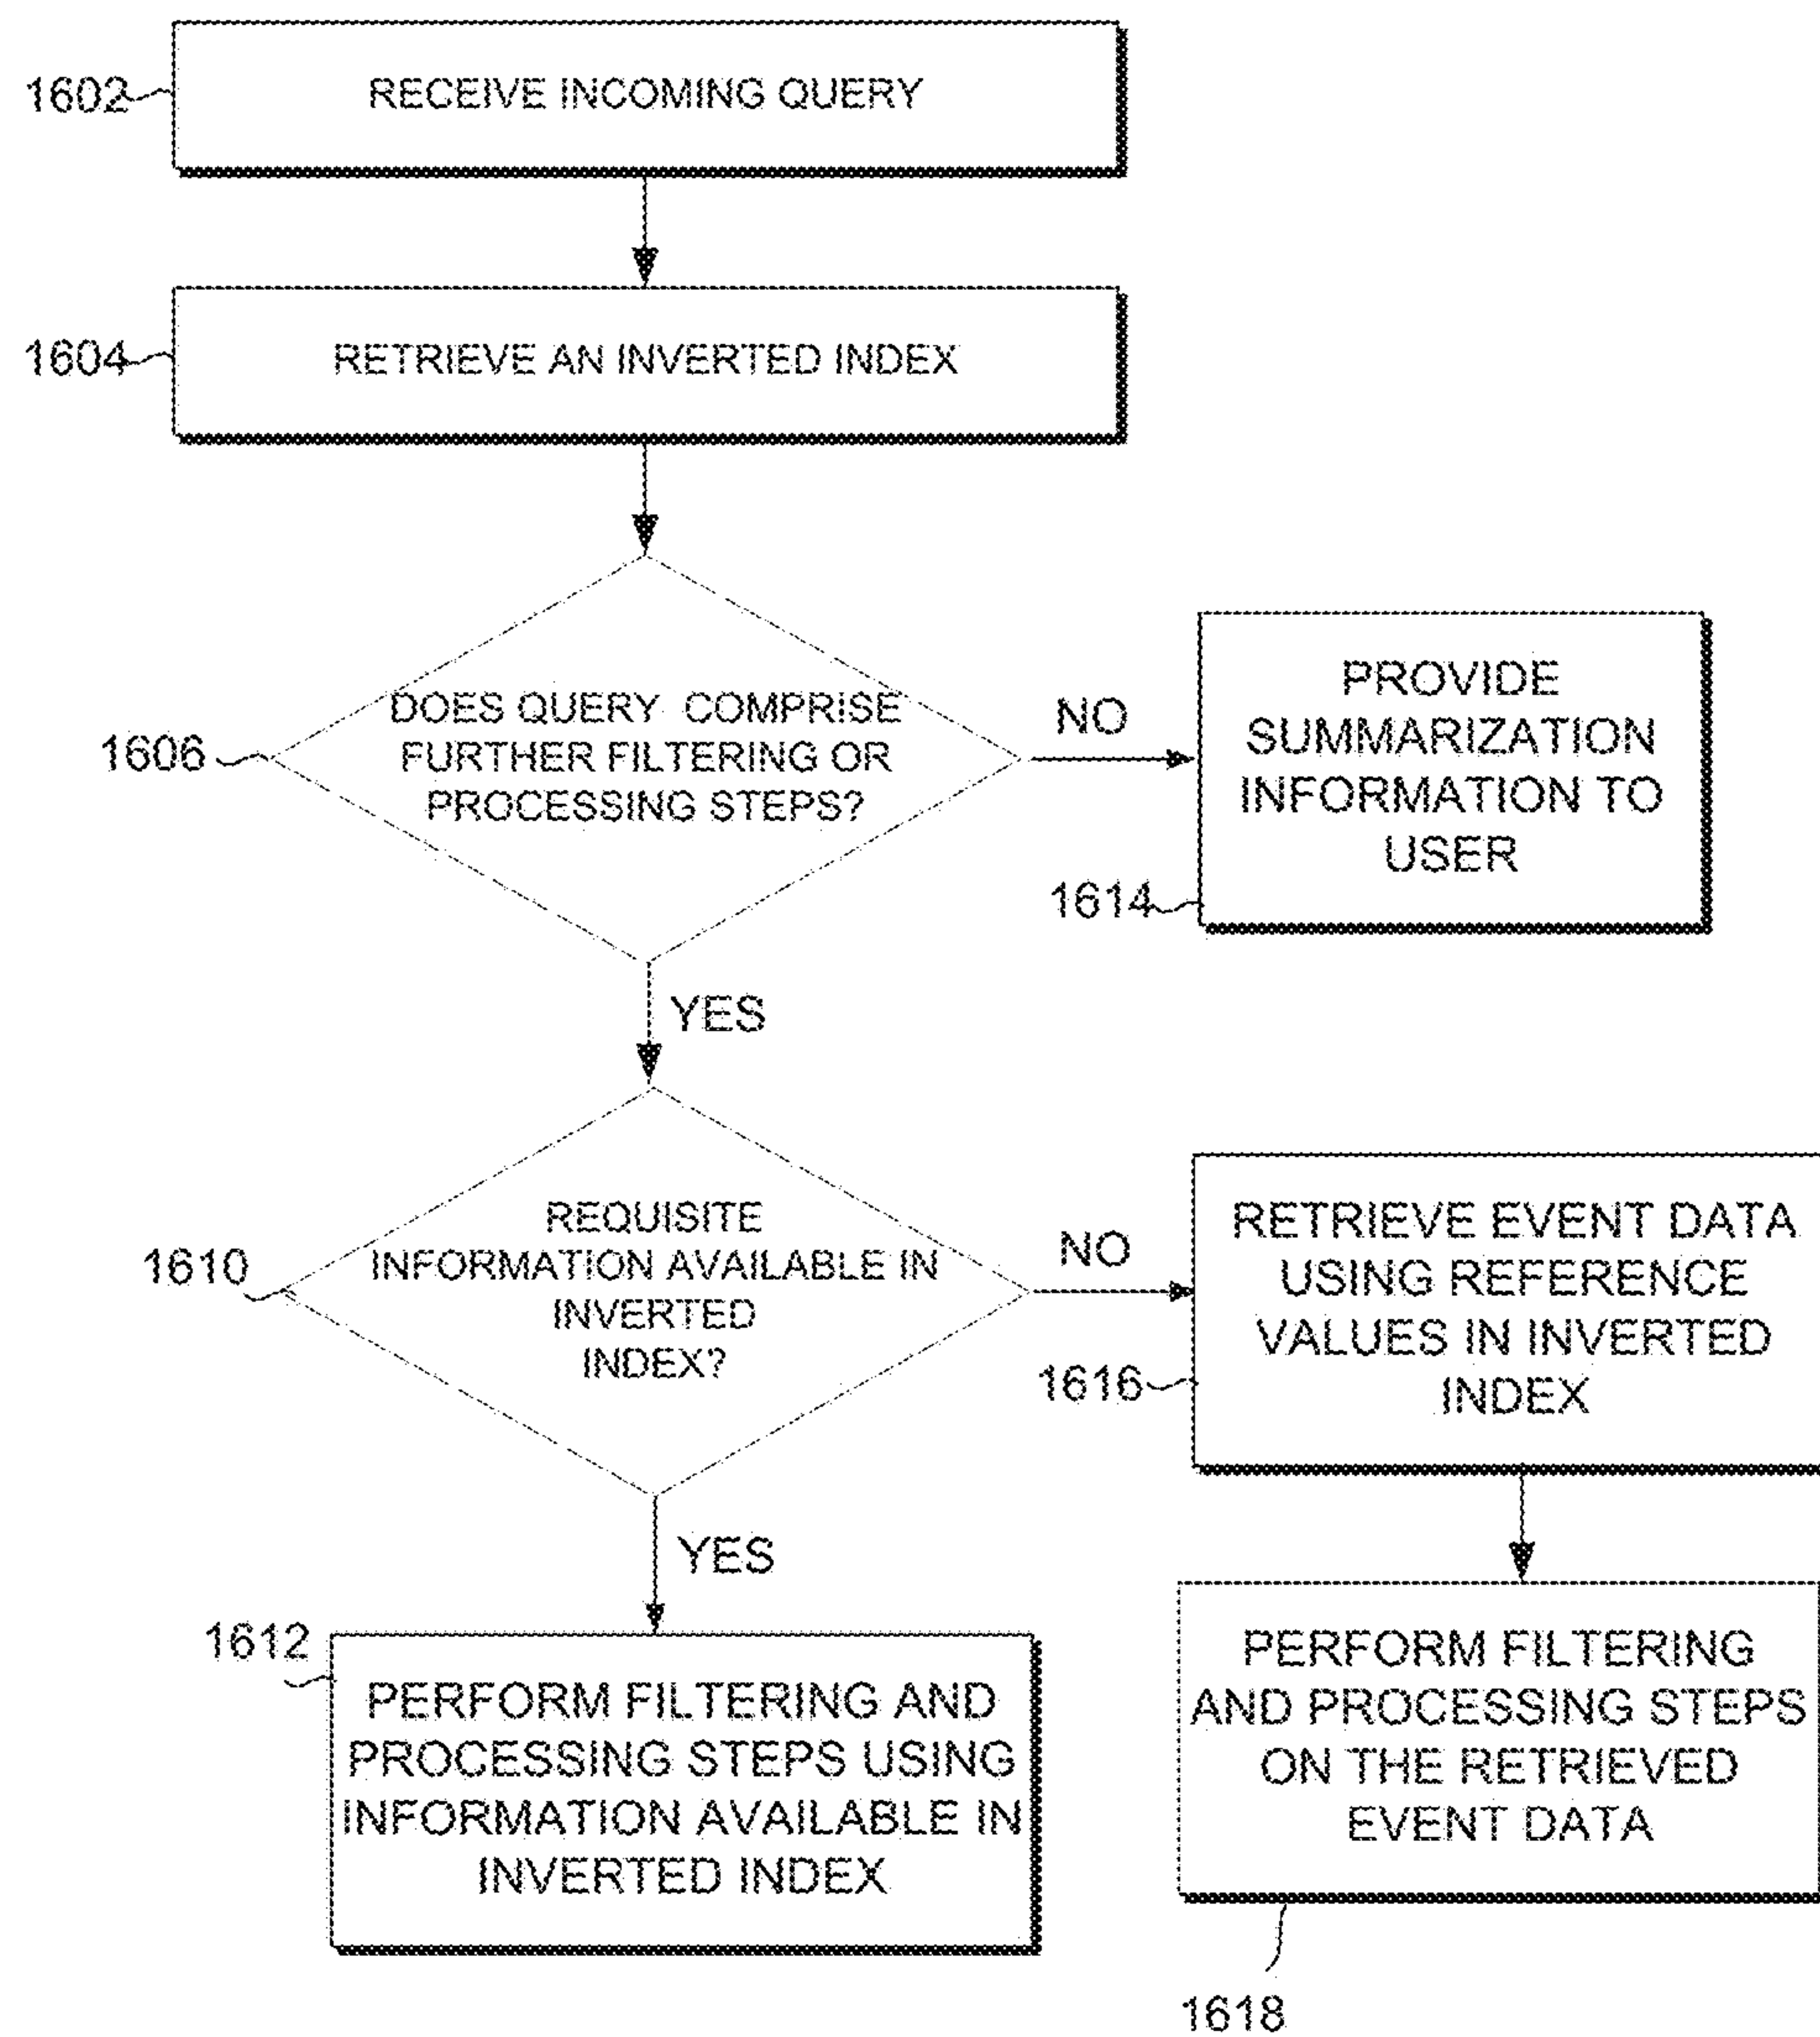 1602
RECEIVE INCOMING QUERY
1604
RETRIEVE AN INVERTED INDEX
1606
DOES QUERY COMPRISE
FURTHER FILTERING OR
PROCESSING STEPS?
NO
PROVIDE
SUMMARIZATION
INFORMATION TO
USER
1614
YES
1610
REQUISITE
INFORMATION AVAILABLE IN
INVERTED
INDEX?
NO
RETRIEVE EVENT DATA
USING REFERENCE
VALUES IN INVERTED
INDEX
1616
YES
1612
PERFORM FILTERING AND
PROCESSING STEPS USING
INFORMATION AVAILABLE IN
INVERTED INDEX
PERFORM FILTERING
AND PROCESSING STEPS
ON THE RETRIEVED
EVENT DATA
1618